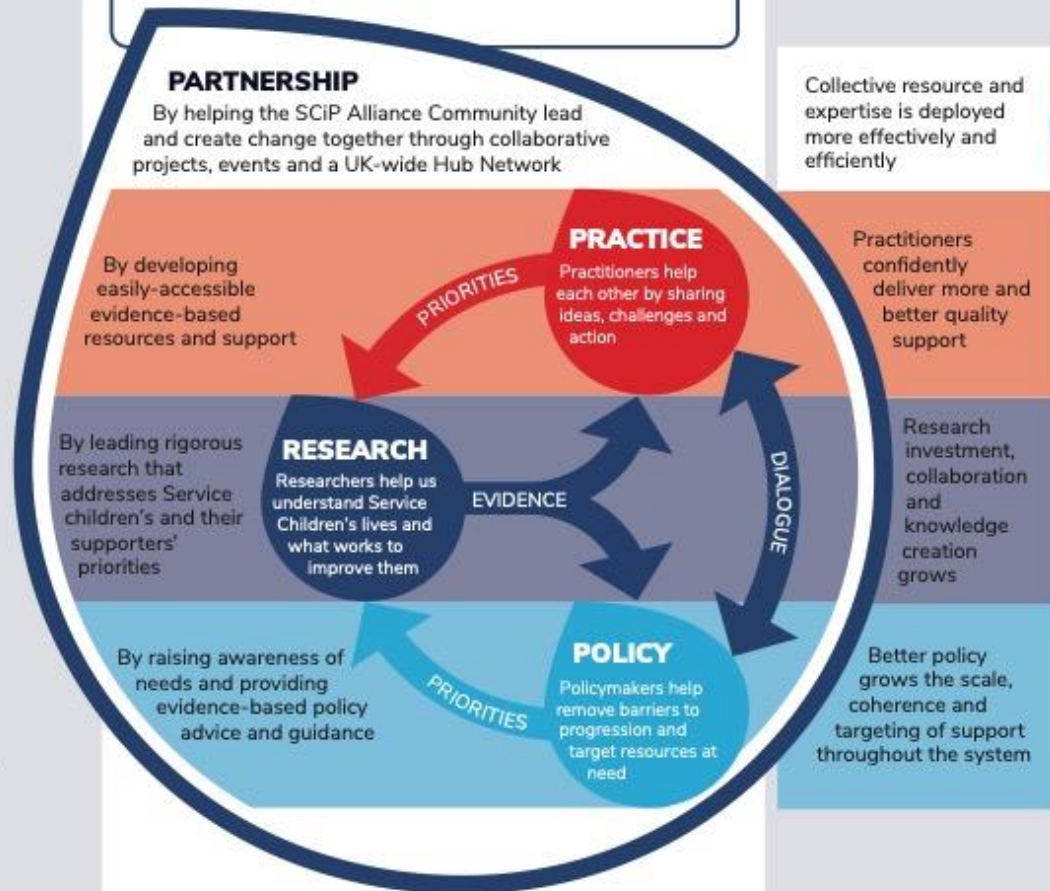 PARTNERSHIP
By helping the SCiP Alliance Community lead
and create change together through collaborative
projects, events and a UK-wide Hub Network
Collective resource and
expertise is deployed
more effectively and
efficiently
By developing
easily-accessible
evidence-based
resources and support
PRIORITIES
PRACTICE
Practitioners help
each other by sharing
ideas, challenges and
action
Practitioners
confidently
deliver more and
better quality
support
By leading rigorous
research that
addresses Service
children's and their
supporters'
priorities
RESEARCH
Researchers help us
understand Service
Children's lives and
what works to
improve them
EVIDENCE
DIALOGUE
Research
investment,
collaboration
and
knowledge
creation
grows
By raising awareness of
needs and providing
evidence-based policy
advice and guidance
PRIORITIES
POLICY
Policymakers help
remove barriers to
progression and
target resources at
need
Better policy
grows the scale,
coherence and
targeting of support
throughout the system